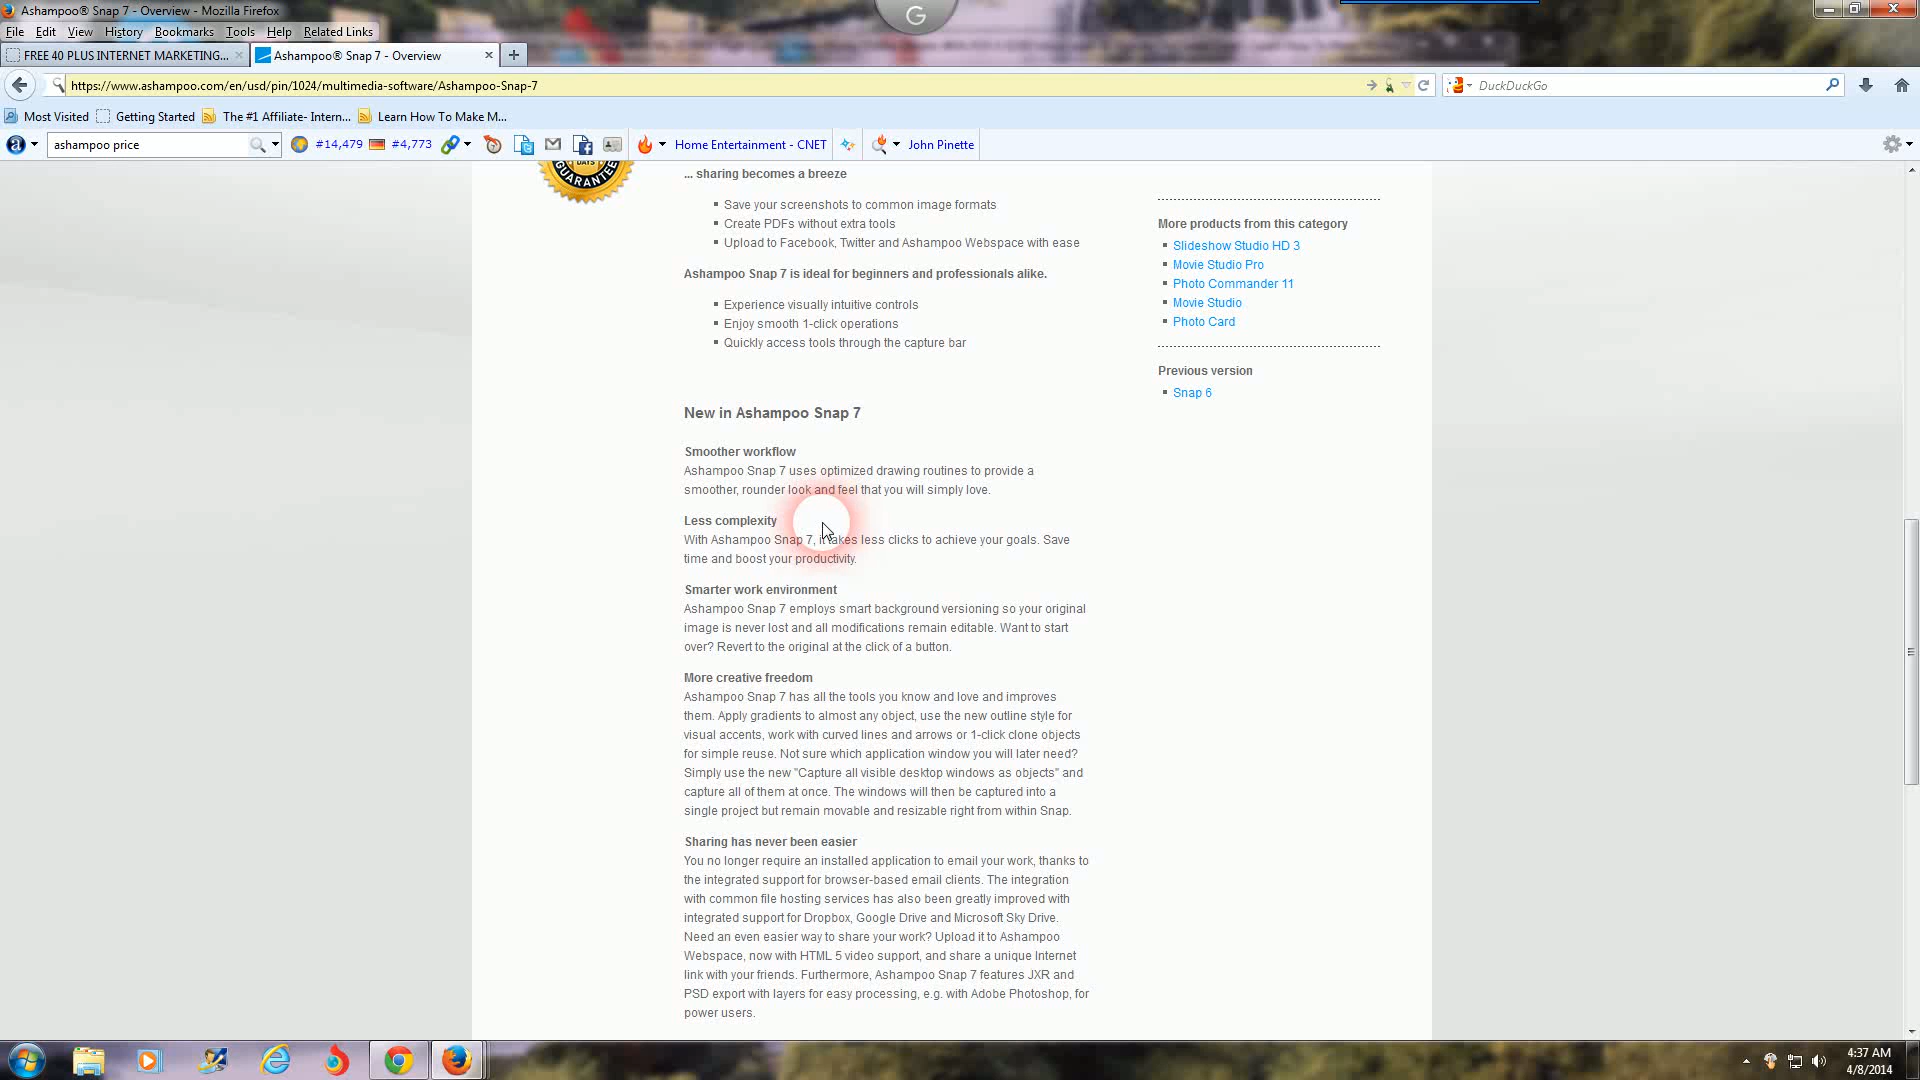 Ashampoo® Snap 7 - Overview - Mozilla Firefox
G
File Edit View History Bookmarks Tools Help Related Links
FREE 40 PLUS INTERNET MARKETING...
Ashampoo® Snap 7 - Overview
https://www.ashampoo.com/en/usd/pin/1024/multimedia-software/Ashampoo-Snap-7
DuckDuckGo
Most Visited Getting Started The #1 Affiliate- Intern... Learn How To Make M...
ashampoo price #14,479 #4,773 Home Entertainment - CNET John Pinette
DAYS
GUARANTEE
... sharing becomes a breeze
Save your screenshots to common image formats
Create PDFs without extra tools
Upload to Facebook, Twitter and Ashampoo Webspace with ease
Ashampoo Snap 7 is ideal for beginners and professionals alike.
Experience visually intuitive controls
Enjoy smooth 1-click operations
Quickly access tools through the capture bar
New in Ashampoo Snap 7
Smoother workflow
Ashampoo Snap 7 uses optimized drawing routines to provide a
smoother, rounder look and feel that you will simply love.
Less complexity
With Ashampoo Snap 7, it takes less clicks to achieve your goals. Save
time and boost your productivity.
Smarter work environment
Ashampoo Snap 7 employs smart background versioning so your original
image is never lost and all modifications remain editable. Want to start
over? Revert to the original at the click of a button.
More creative freedom
Ashampoo Snap 7 has all the tools you know and love and improves
them. Apply gradients to almost any object, use the new outline style for
visual accents, work with curved lines and arrows or 1-click clone objects
for simple reuse. Not sure which application window you will later need?
Simply use the new "Capture all visible desktop windows as objects" and
capture all of them at once. The windows will then be captured into a
single project but remain movable and resizable right from within Snap.
Sharing has never been easier
You no longer require an installed application to email your work, thanks to
the integrated support for browser-based email clients. The integration
with common file hosting services has also been greatly improved with
integrated support for Dropbox, Google Drive and Microsoft Sky Drive.
Need an even easier way to share your work? Upload it to Ashampoo
Webspace, now with HTML 5 video support, and share a unique Internet
link with your friends. Furthermore, Ashampoo Snap 7 features JXR and
PSD export with layers for easy processing, e.g. with Adobe Photoshop, for
power users.
More products from this category
Slideshow Studio HD 3
Movie Studio Pro
Photo Commander 11
Movie Studio
Photo Card
Previous version
Snap 6
4:37 AM
4/8/2014